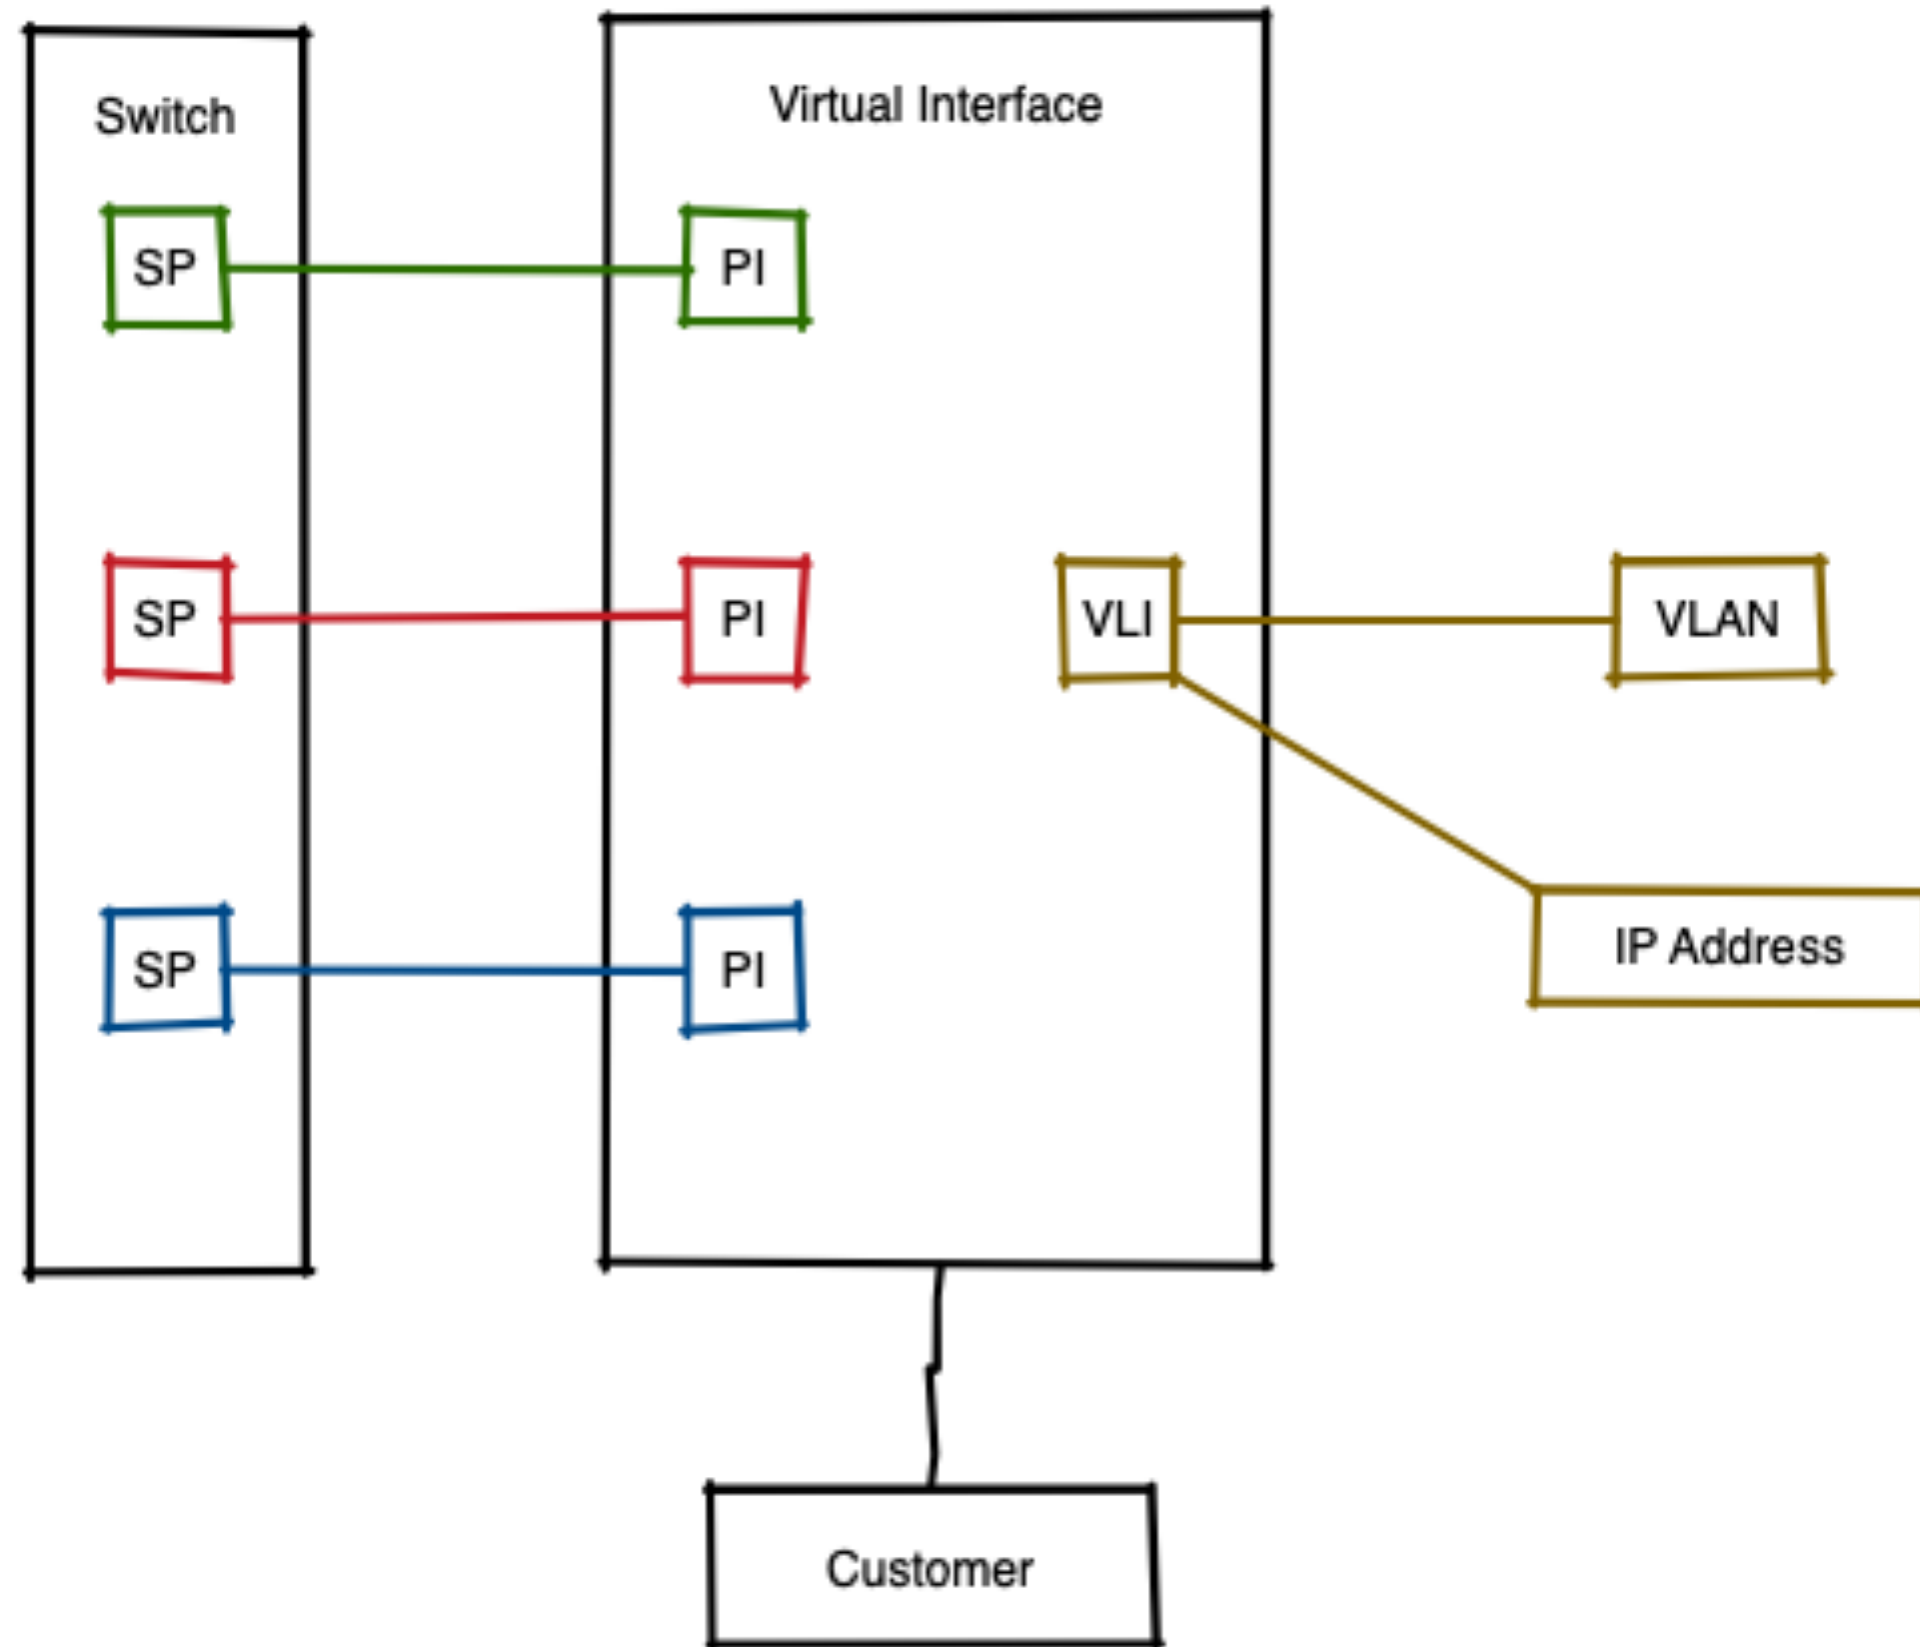 Switch
Virtual Interface
SP
PI
SP
PI
VLI
VLAN
SP
PI
IP Address
Customer